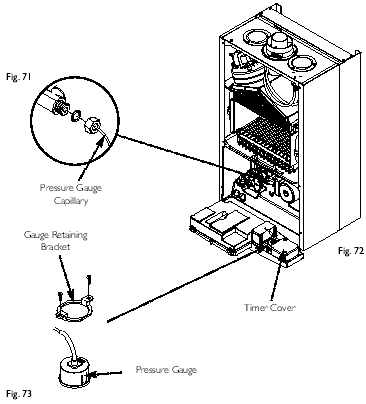 Fig. 71
Pressure Gauge
Capillary
Gauge Retaining
Bracket
Fig. 72
Timer Cover
Pressure Gauge
Fig. 73